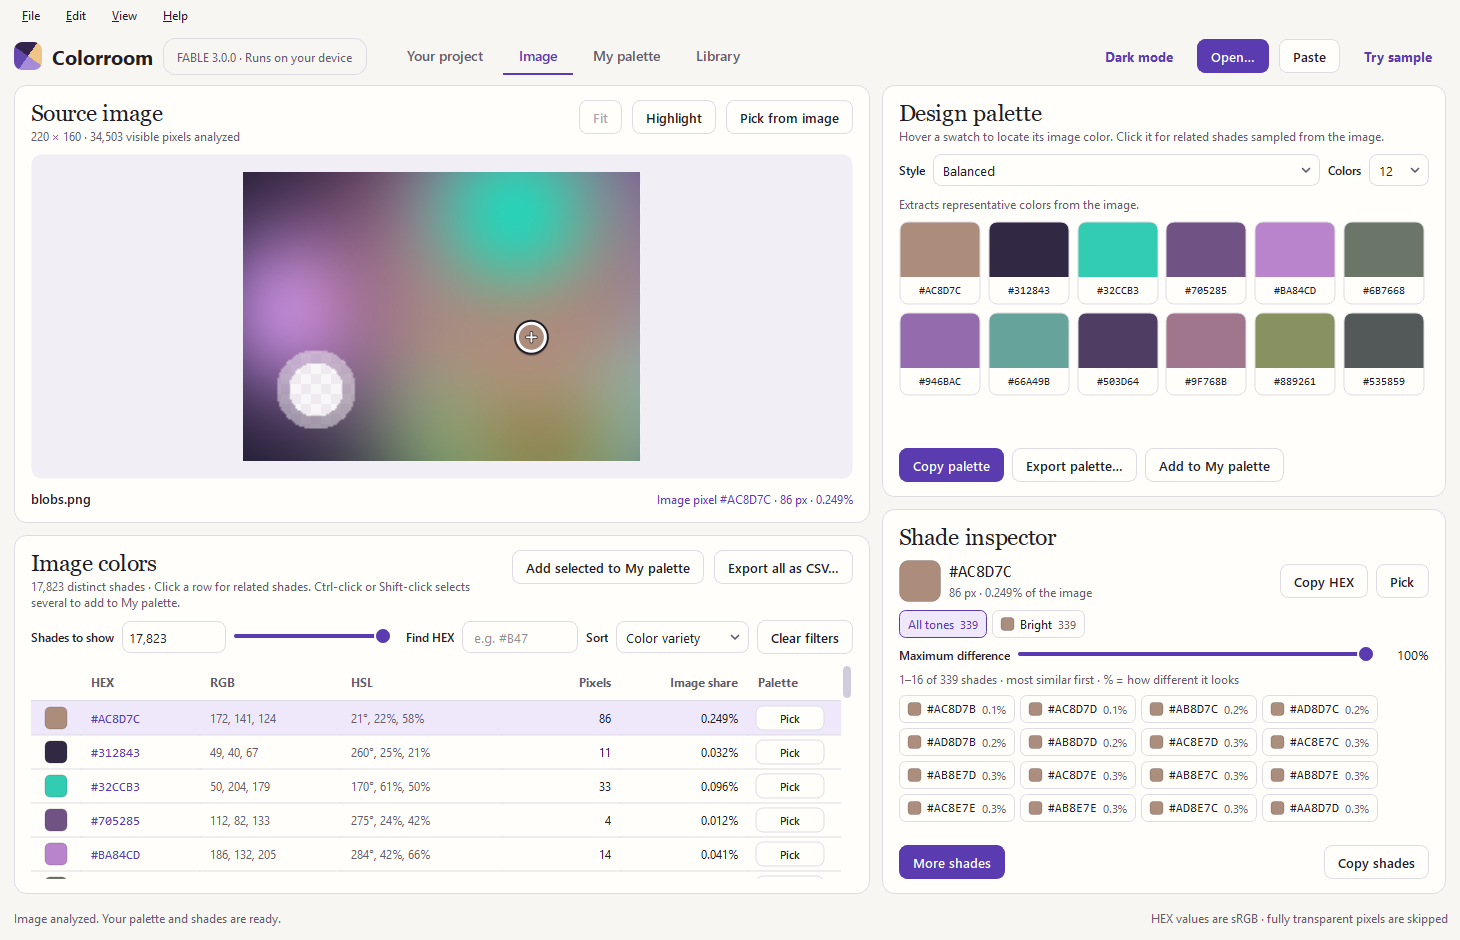 File Edit View Help
Colorroom
FABLE 3.0.0 · Runs on your device
Your project Image My palette Library
Dark mode Open... Paste Try sample
Source image
220 × 160 · 34,503 visible pixels analyzed
Fit Highlight Pick from image
blobs.png
Image pixel #AC8D7C · 86 px · 0.249%
Image colors
17,823 distinct shades · Click a row for related shades. Ctrl-click or Shift-click selects
several to add to My palette.
Add selected to My palette Export all as CSV...
Shades to show 17,823 Find HEX e.g. #B47 Sort Color variety Clear filters
HEX RGB HSL Pixels Image share Palette
#AC8D7C 172, 141, 124 21°, 22%, 58% 86 0.249% Pick
#312843 49, 40, 67 260°, 25%, 21% 11 0.032% Pick
#32CCB3 50, 204, 179 170°, 61%, 50% 33 0.096% Pick
#705285 112, 82, 133 275°, 24%, 42% 4 0.012% Pick
#BA84CD 186, 132, 205 284°, 42%, 66% 14 0.041% Pick
Design palette
Hover a swatch to locate its image color. Click it for related shades sampled from the image.
Style Balanced Colors 12
Extracts representative colors from the image.
#AC8D7C #312843 #32CCB3 #705285 #BA84CD #6B7668
#946BAC #66A49B #503D64 #9F768B #889261 #535859
Copy palette Export palette... Add to My palette
Shade inspector
#AC8D7C
86 px · 0.249% of the image
Copy HEX Pick
All tones 339 Bright 339
Maximum difference 100%
1–16 of 339 shades · most similar first · % = how different it looks
#AC8D7B 0.1% #AC8D7D 0.1% #AB8D7C 0.2% #AD8D7C 0.2%
#AD8D7B 0.2% #AB8D7D 0.2% #AC8E7D 0.3% #AC8E7C 0.3%
#AB8E7D 0.3% #AC8D7E 0.3% #AB8E7C 0.3% #AB8D7E 0.3%
#AC8E7E 0.3% #AB8E7E 0.3% #AD8E7C 0.3% #AA8D7D 0.3%
More shades Copy shades
Image analyzed. Your palette and shades are ready.
HEX values are sRGB · fully transparent pixels are skipped